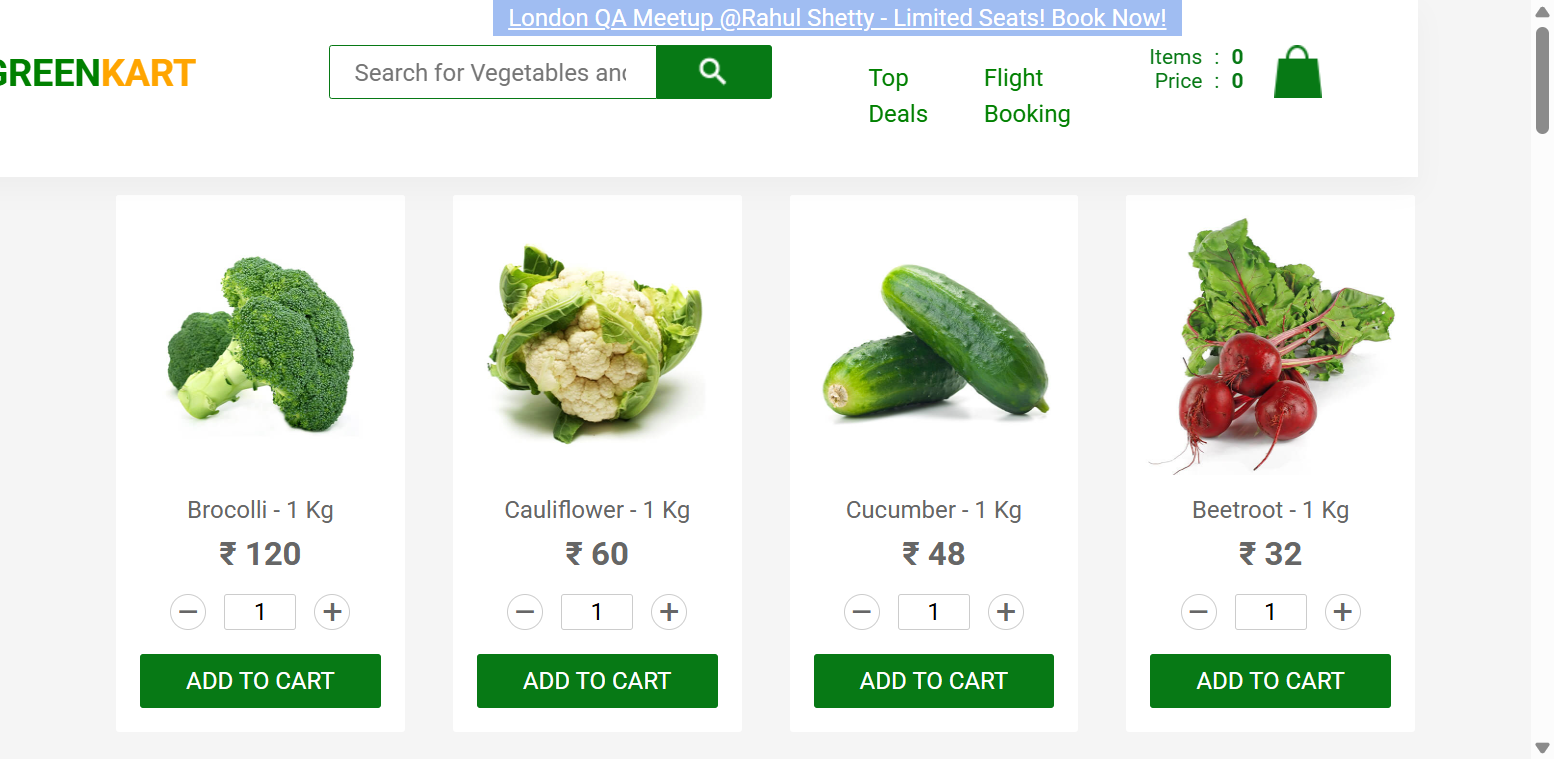 London QA Meetup @Rahul Shetty - Limited Seats! Book Now!
GREENKART
Search for Vegetables and
Top Deals
Flight Booking
Items : 0
Price : 0
Brocolli - 1 Kg
₹ 120
− 1 +
ADD TO CART
Cauliflower - 1 Kg
₹ 60
− 1 +
ADD TO CART
Cucumber - 1 Kg
₹ 48
− 1 +
ADD TO CART
Beetroot - 1 Kg
₹ 32
− 1 +
ADD TO CART